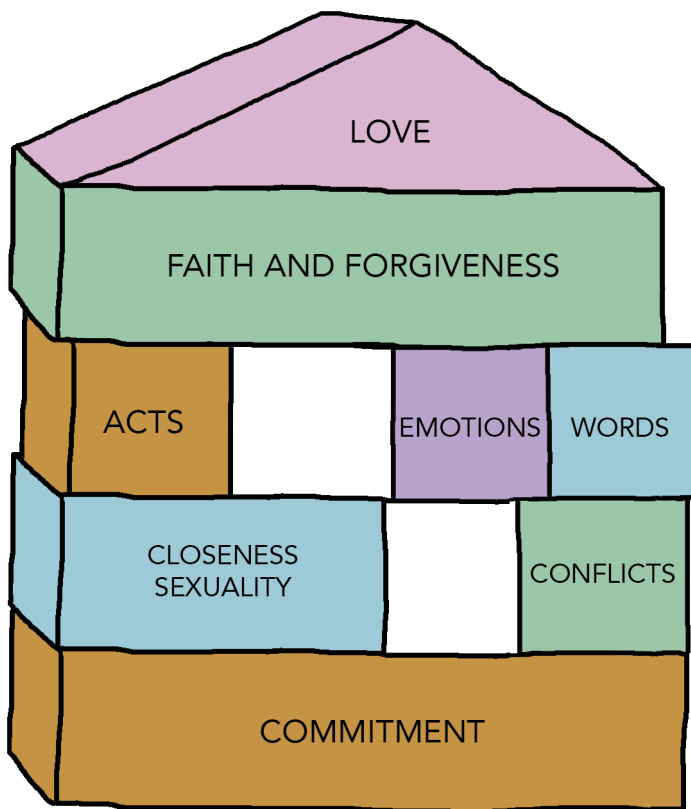 LOVE
FAITH AND FORGIVENESS
ACTS
EMOTIONS
WORDS
CLOSENESS
SEXUALITY
CONFLICTS
COMMITMENT